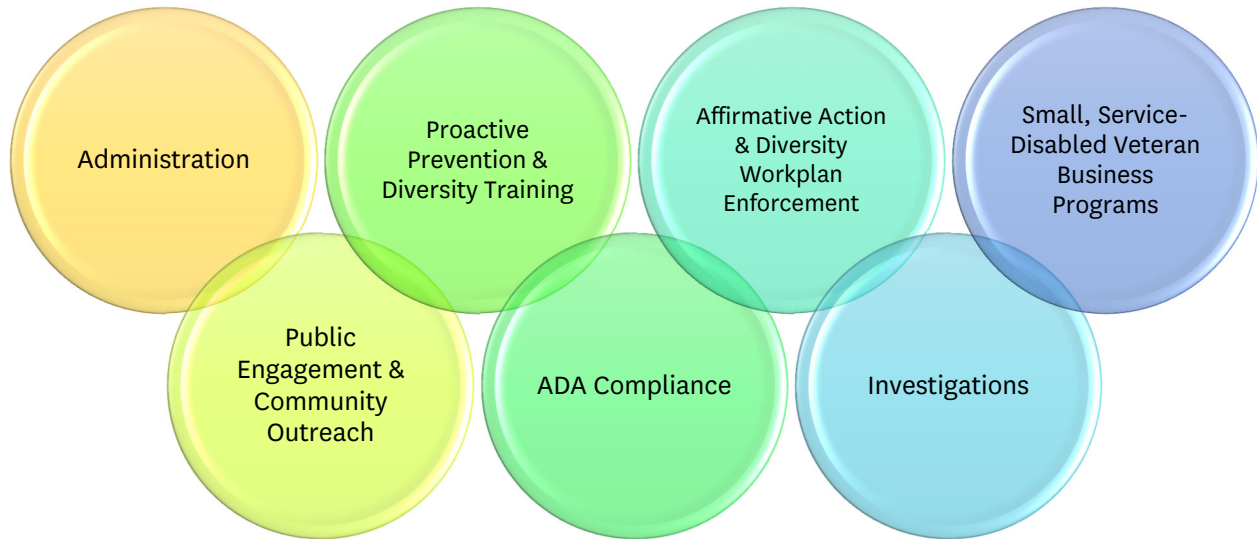 Administration
Proactive
Prevention &
Diversity Training
Affirmative Action
& Diversity
Workplan
Enforcement
Small, Service-
Disabled Veteran
Business
Programs
Public
Engagement &
Community
Outreach
ADA Compliance
Investigations